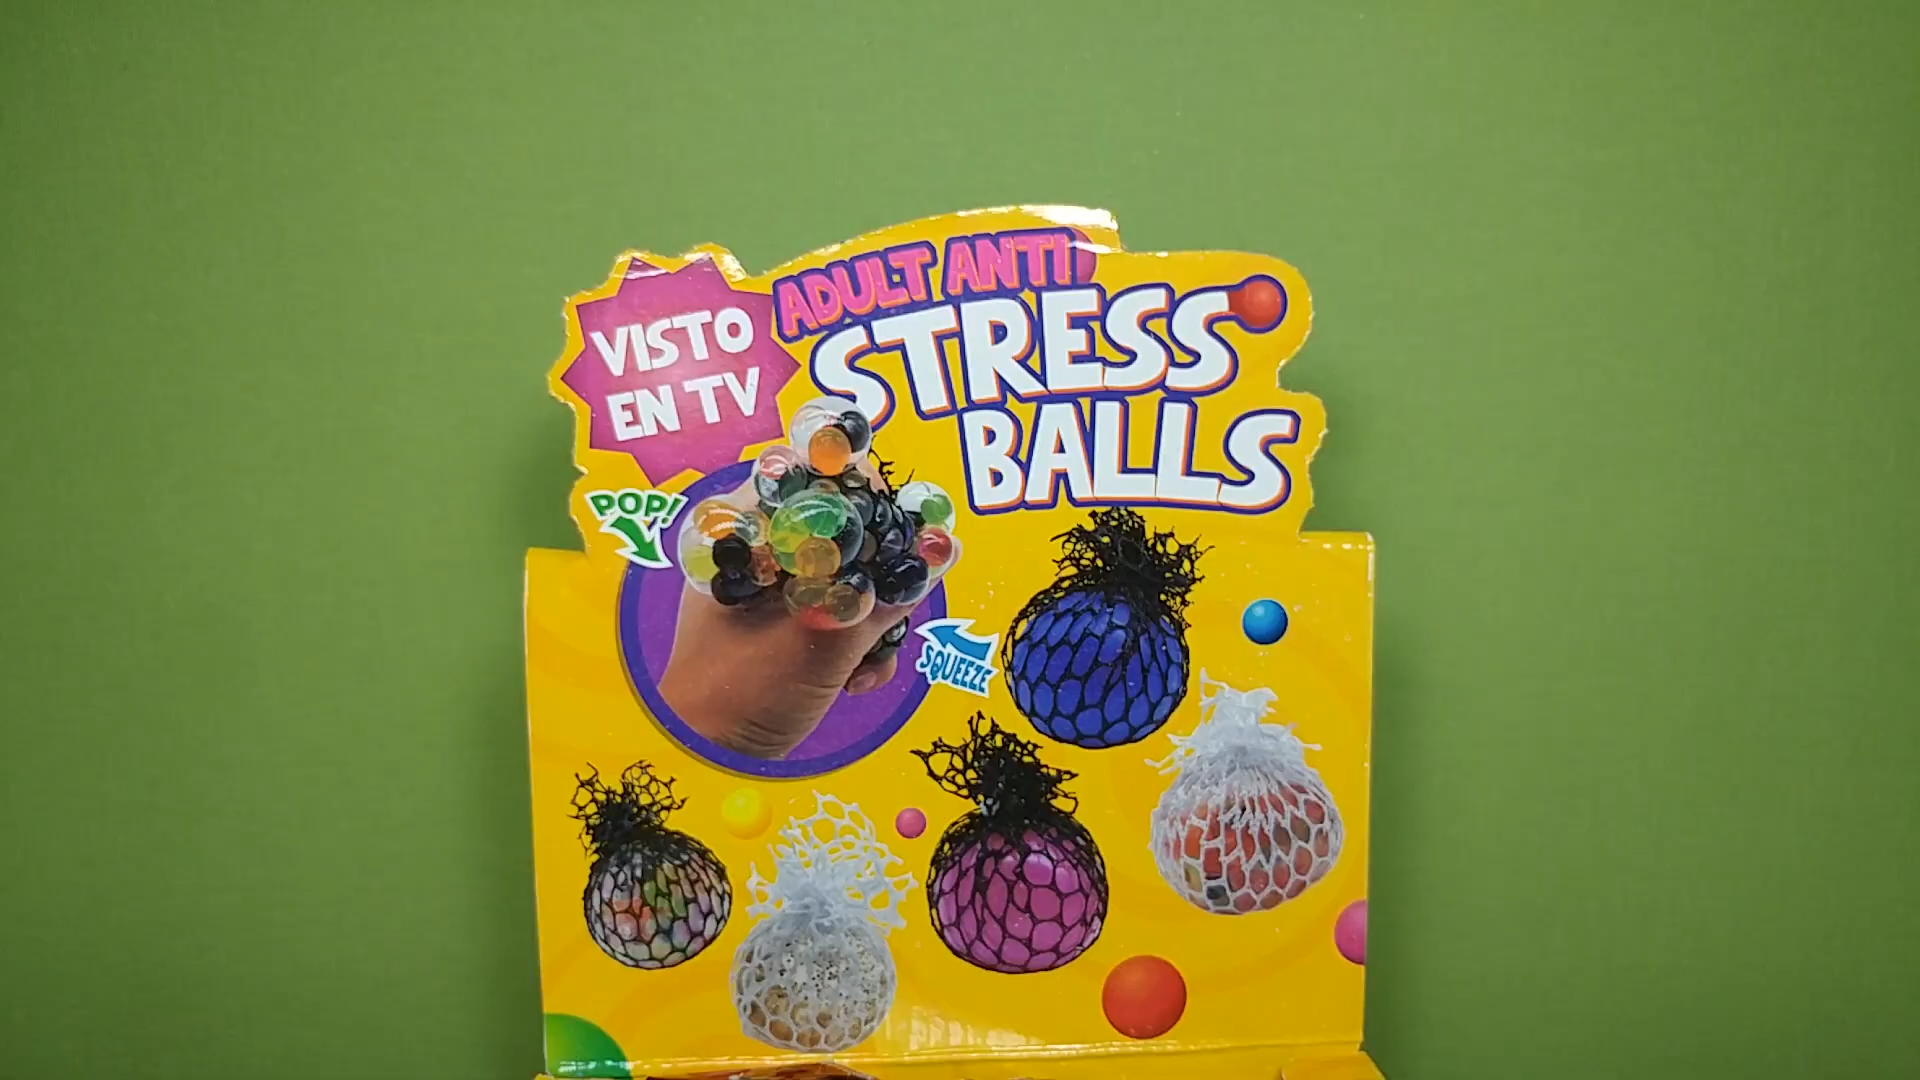 VISTO
EN TV
ADULT ANTI
STRESS
BALLS
POP!
SQUEEZE